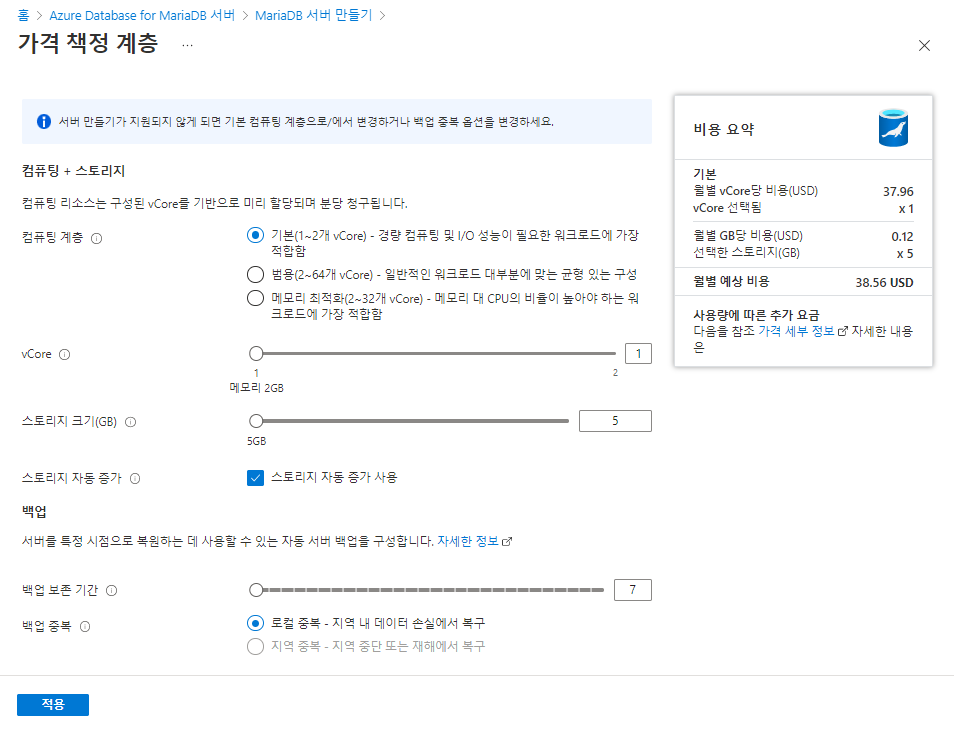 홈 > Azure Database for MariaDB 서버 > MariaDB 서버 만들기 >
가격 책정 계층 ...
서버 만들기가 지원되지 않게 되면 기본 컴퓨팅 계층으로/에서 변경하거나 백업 중복 옵션을 변경하세요.
컴퓨팅 + 스토리지
컴퓨팅 리소스는 구성된 vCore를 기반으로 미리 할당되며 분당 청구됩니다.
컴퓨팅 계층
기본(1~2개 vCore) - 경량 컴퓨팅 및 I/O 성능이 필요한 워크로드에 가장
적합함
범용(2~64개 vCore) - 일반적인 워크로드 대부분에 맞는 균형 있는 구성
메모리 최적화(2~32개 vCore) - 메모리 대 CPU의 비율이 높아야 하는 워
크로드에 가장 적합함
vCore
1
1
2
메모리 2GB
스토리지 크기(GB)
5
5GB
스토리지 자동 증가
스토리지 자동 증가 사용
백업
서버를 특정 시점으로 복원하는 데 사용할 수 있는 자동 서버 백업을 구성합니다. 자세한 정보
백업 보존 기간
7
백업 중복
로컬 중복 - 지역 내 데이터 손실에서 복구
지역 중복 - 지역 중단 또는 재해에서 복구
적용
비용 요약
기본
월별 vCore당 비용(USD) 37.96
vCore 선택됨 x 1
월별 GB당 비용(USD) 0.12
선택한 스토리지(GB) x 5
월별 예상 비용 38.56 USD
사용량에 따른 추가 요금
다음을 참조 가격 세부 정보 자세한 내용
은